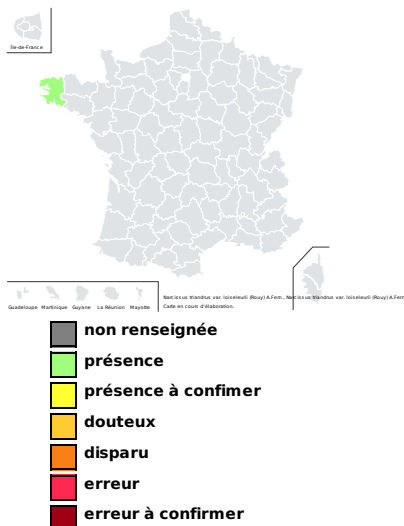 Île-de-France
Guadeloupe Martinique Guyane La Réunion Mayotte
Narcissus triandrus var. loiseleurii (Rouy) A.Fern., Narcissus triandrus var. loiseleurii (Rouy) A.Fern
Carte en cours d'élaboration.
non renseignée
présence
présence à confimer
douteux
disparu
erreur
erreur à confirmer